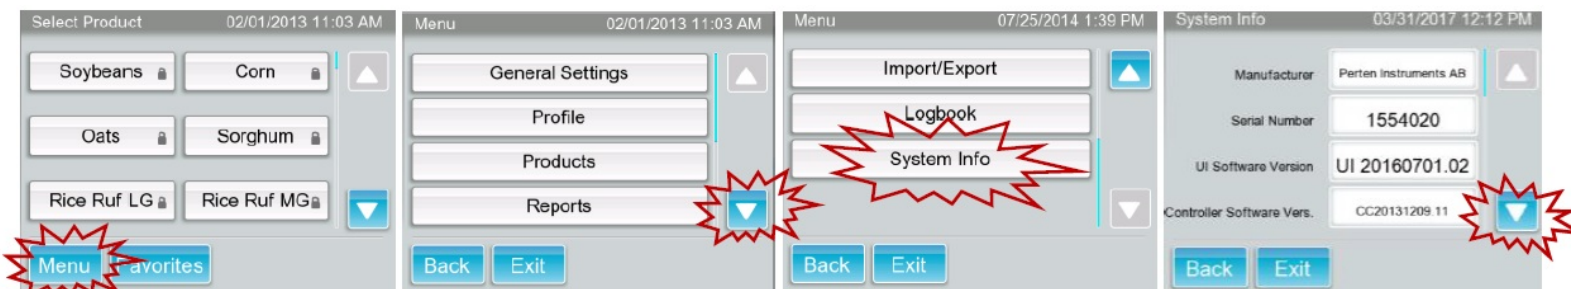 Select Product 02/01/2013 11:03 AM
Soybeans Corn
Oats Sorghum
Rice Ruf LG Rice Ruf MG
Menu Favorites
Menu 02/01/2013 11:03 AM
General Settings
Profile
Products
Reports
Back Exit
Menu 07/25/2014 1:39 PM
Import/Export
Logbook
System Info
Back Exit
System Info 03/31/2017 12:12 PM
Manufacturer Perten Instruments AB
Serial Number 1554020
UI Software Version UI 20160701.02
Controller Software Vers. CC20131209.11
Back Exit